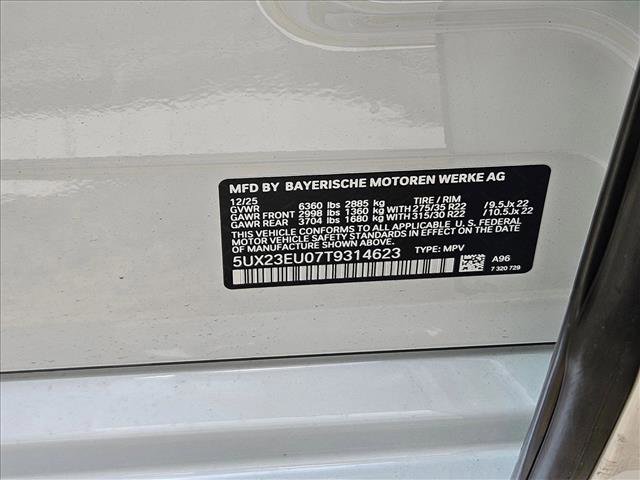 MFD BY BAYERISCHE MOTOREN WERKE AG
12/25 TIRE / RIM
GVWR 6360 lbs 2885 kg
GAWR FRONT 2998 lbs 1360 kg WITH 275/35 R22 / 9.5Jx 22
GAWR REAR 3704 lbs 1680 kg WITH 315/30 R22 / 10.5Jx 22
THIS VEHICLE CONFORMS TO ALL APPLICABLE U. S. FEDERAL
MOTOR VEHICLE SAFETY STANDARDS IN EFFECT ON THE DATE
OF MANUFACTURE SHOWN ABOVE.
5UX23EU07T9314623 TYPE: MPV A96
7 320 729